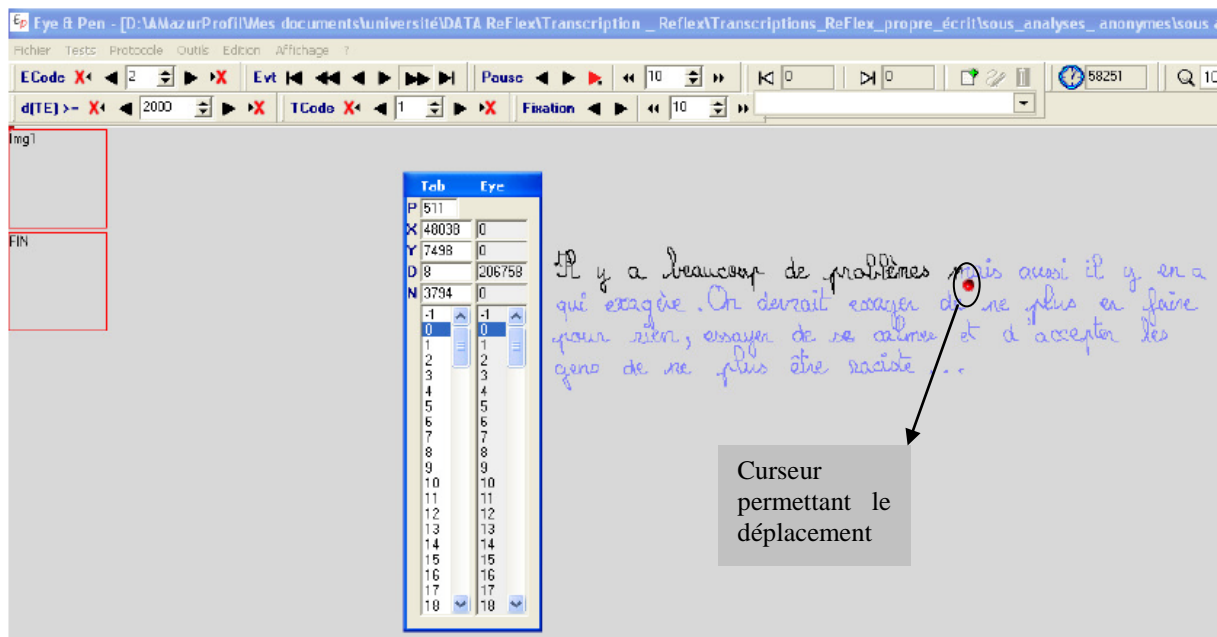 Eye & Pen - [D:\AMazurProfil\Mes documents\université\DATA ReFlex\Transcription _ Reflex\Transcriptions_ReFlex_propre_écrit\sous_analyses_ anonymes\sous
Fichier Tests Protocole Outils Edition Affichage ?
ECode X 2 X Evt Pause 10 0 0 58251 10
d(TE) >= X 2000 X TCode X 1 X Fixation 10
Img1
FIN
Tab Eye
P 511
X 48038 0
Y 7498 0
D 8 206758
N 3794 0
-1 -1
0 0
1 1
2 2
3 3
4 4
5 5
6 6
7 7
8 8
9 9
10 10
11 11
12 12
13 13
14 14
15 15
16 16
17 17
18 18
Il y a beaucoup de problèmes mais aussi il y en a
qui exagère. On devrait essayer de ne plus en faire
pour rien, essayer de se calmer et d'accepter les
gens de ne plus être raciste ...
Curseur
permettant le
déplacement